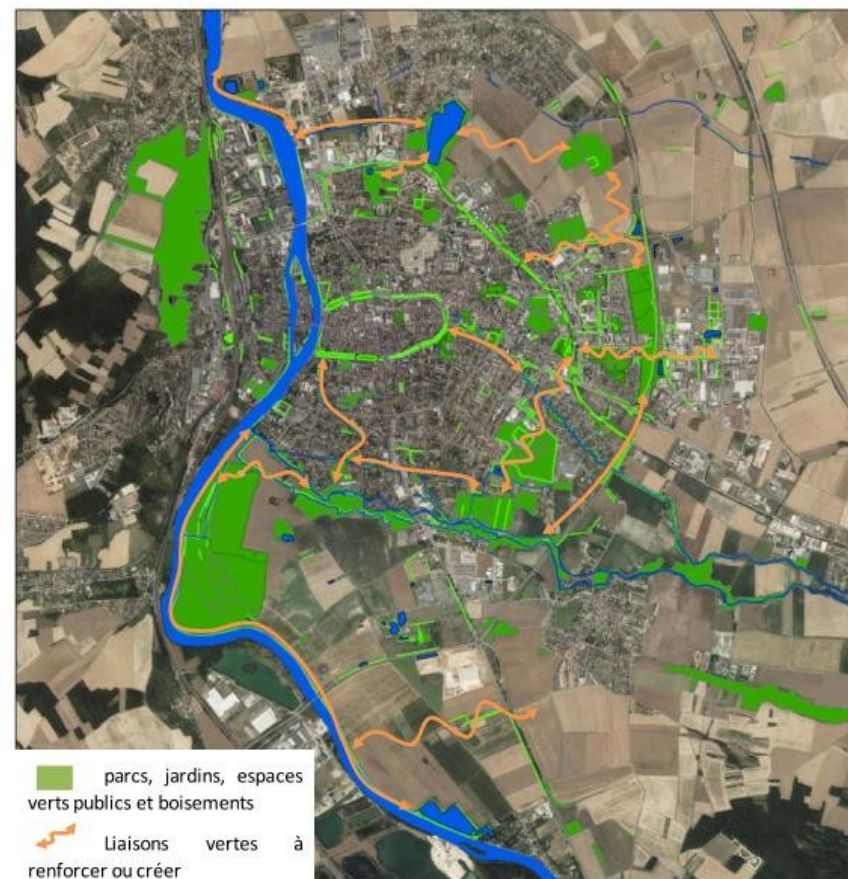 parcs, jardins, espaces
verts publics et boisements
Liaisons vertes à
renforcer ou créer